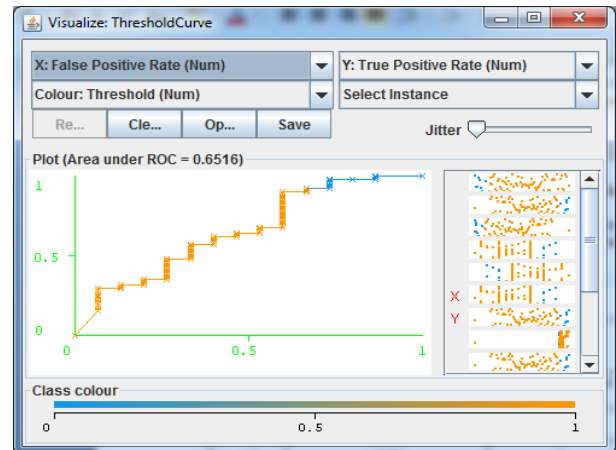 Visualize: ThresholdCurve
X: False Positive Rate (Num)
Y: True Positive Rate (Num)
Colour: Threshold (Num)
Select Instance
Re...
Cle...
Op...
Save
Jitter
Plot (Area under ROC = 0.6516)
1
0.5
0
0
0.5
1
X
Y
Class colour
0
0.5
1